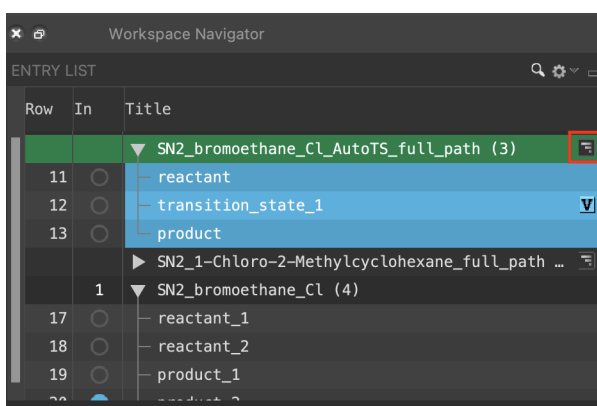 Workspace Navigator
ENTRY LIST
Row In Title
SN2_bromoethane_Cl_AutoTS_full_path (3)
11 reactant
12 transition_state_1 V
13 product
SN2_1-Chloro-2-Methylcyclohexane_full_path …
1 SN2_bromoethane_Cl (4)
17 reactant_1
18 reactant_2
19 product_1